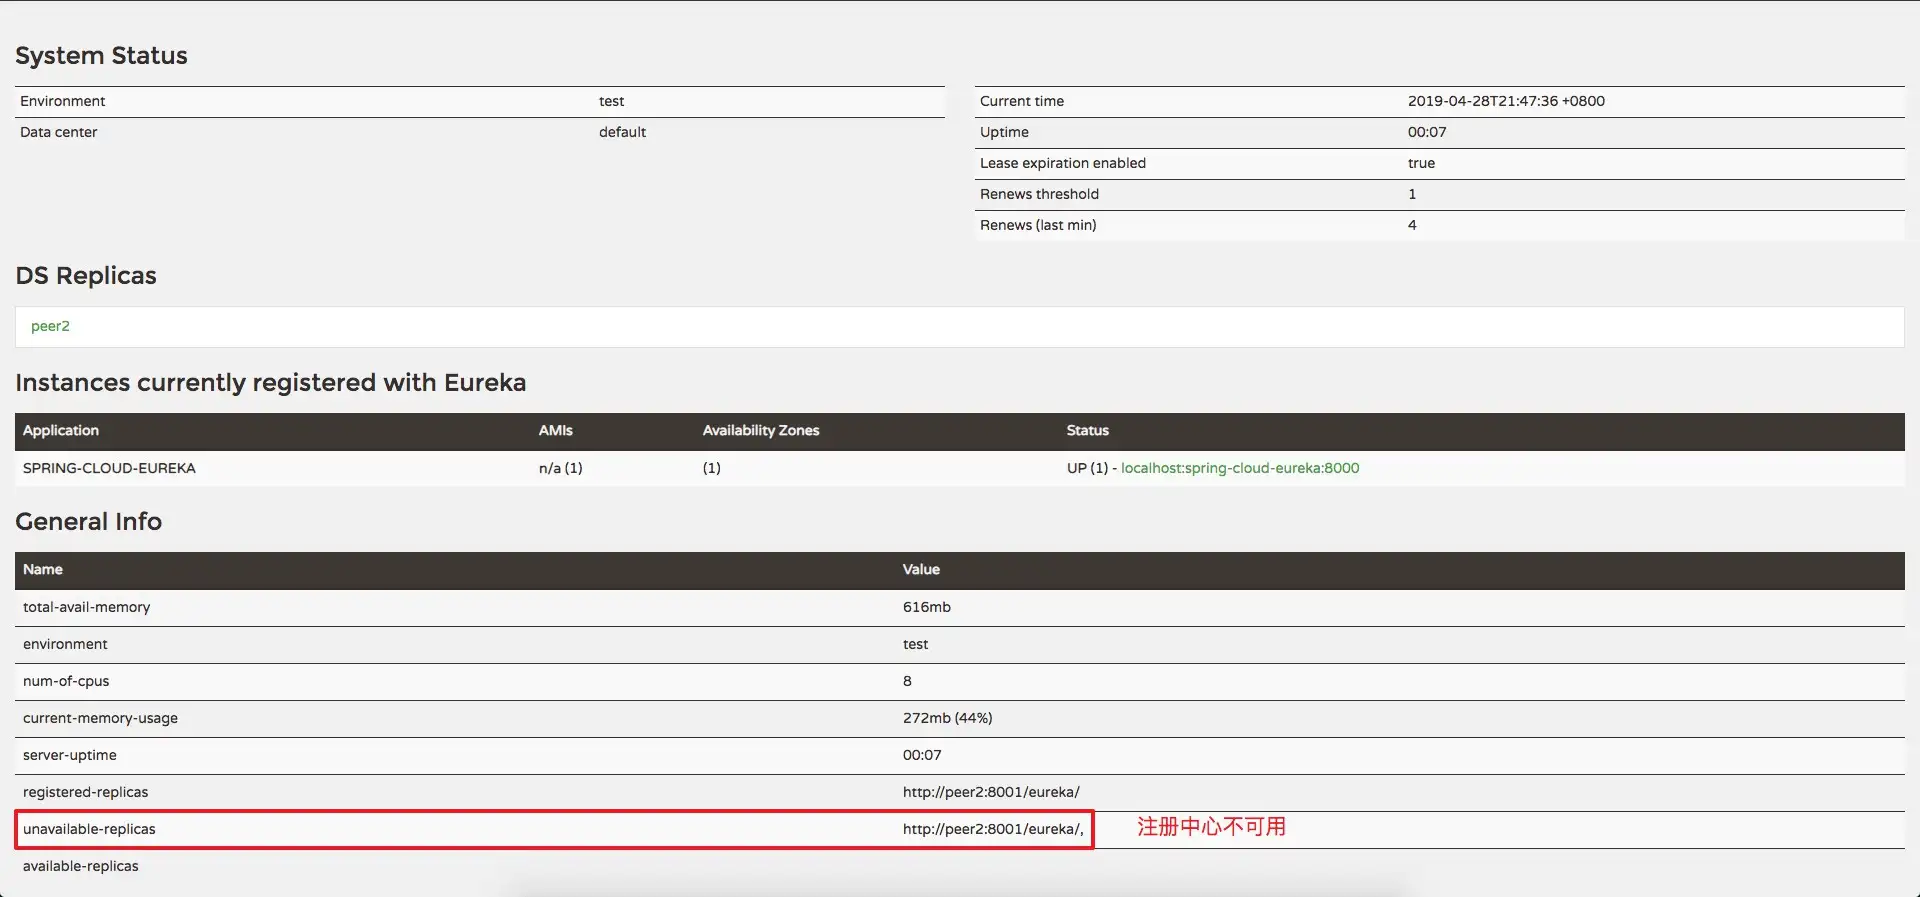 System Status
Environment test
Data center default
Current time 2019-04-28T21:47:36 +0800
Uptime 00:07
Lease expiration enabled true
Renews threshold 1
Renews (last min) 4
DS Replicas
peer2
Instances currently registered with Eureka
Application AMIs Availability Zones Status
SPRING-CLOUD-EUREKA n/a (1) (1) UP (1) - localhost:spring-cloud-eureka:8000
General Info
Name Value
total-avail-memory 616mb
environment test
num-of-cpus 8
current-memory-usage 272mb (44%)
server-uptime 00:07
registered-replicas http://peer2:8001/eureka/
unavailable-replicas http://peer2:8001/eureka/, 注册中心不可用
available-replicas